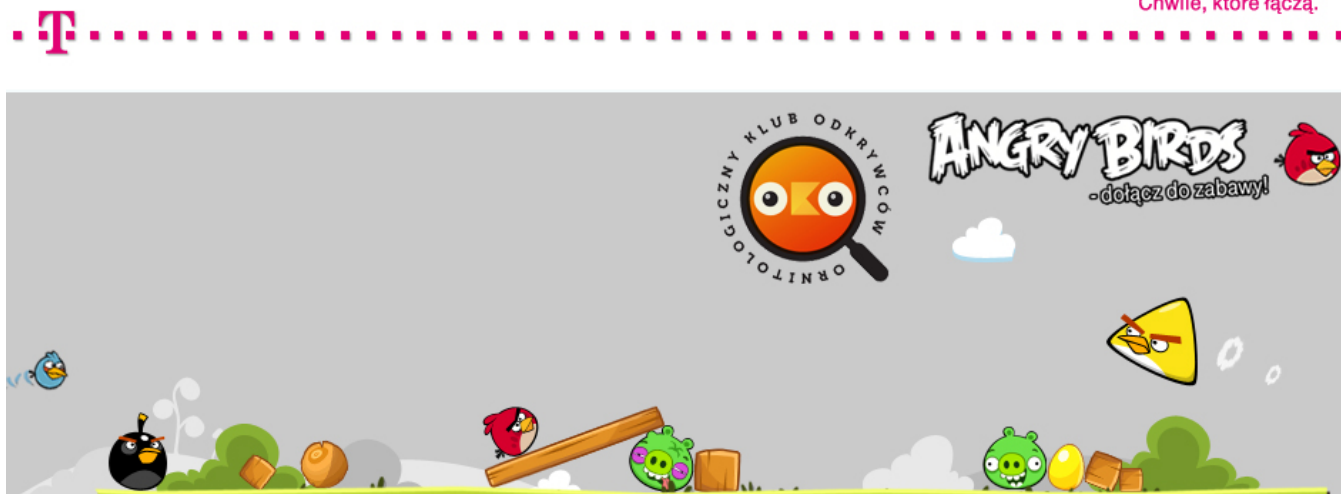 Chwile, które łączą.
T
ORNITOLOGICZNY KLUB ODKRYWCÓW
OKO
ANGRY BIRDS
- dołącz do zabawy!